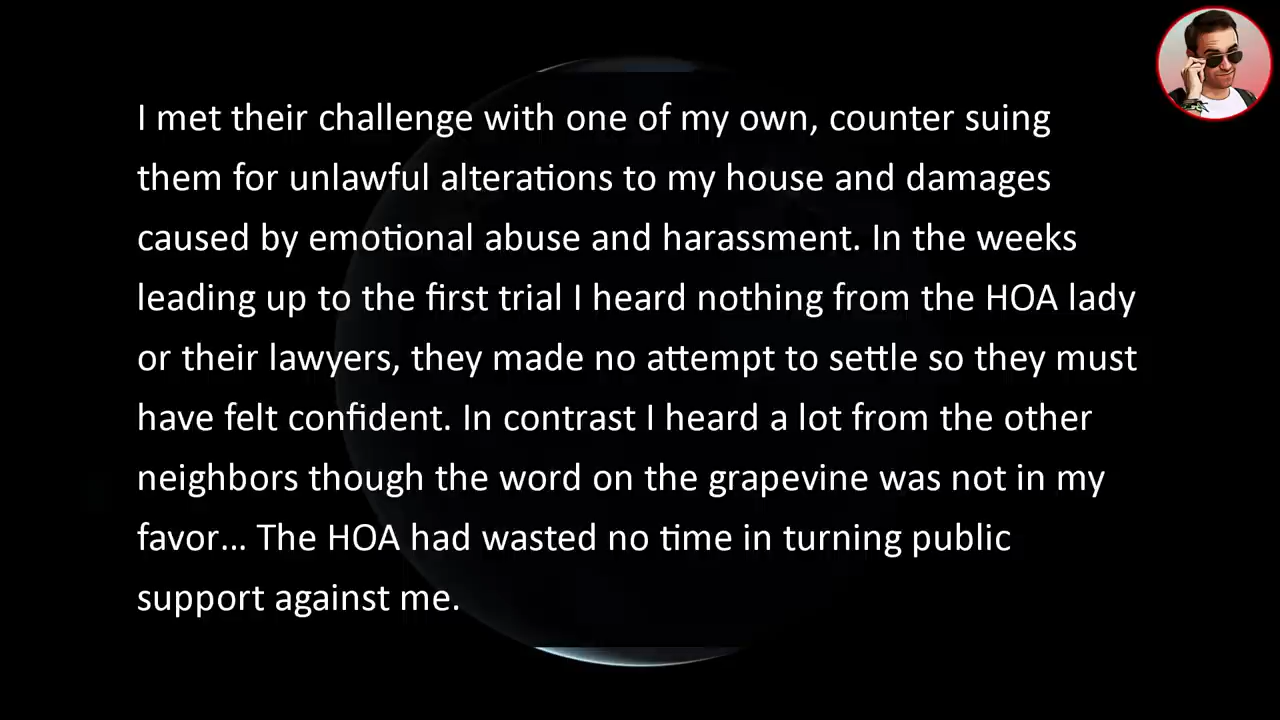 I met their challenge with one of my own, counter suing
them for unlawful alterations to my house and damages
caused by emotional abuse and harassment. In the weeks
leading up to the first trial I heard nothing from the HOA lady
or their lawyers, they made no attempt to settle so they must
have felt confident. In contrast I heard a lot from the other
neighbors though the word on the grapevine was not in my
favor... The HOA had wasted no time in turning public
support against me.